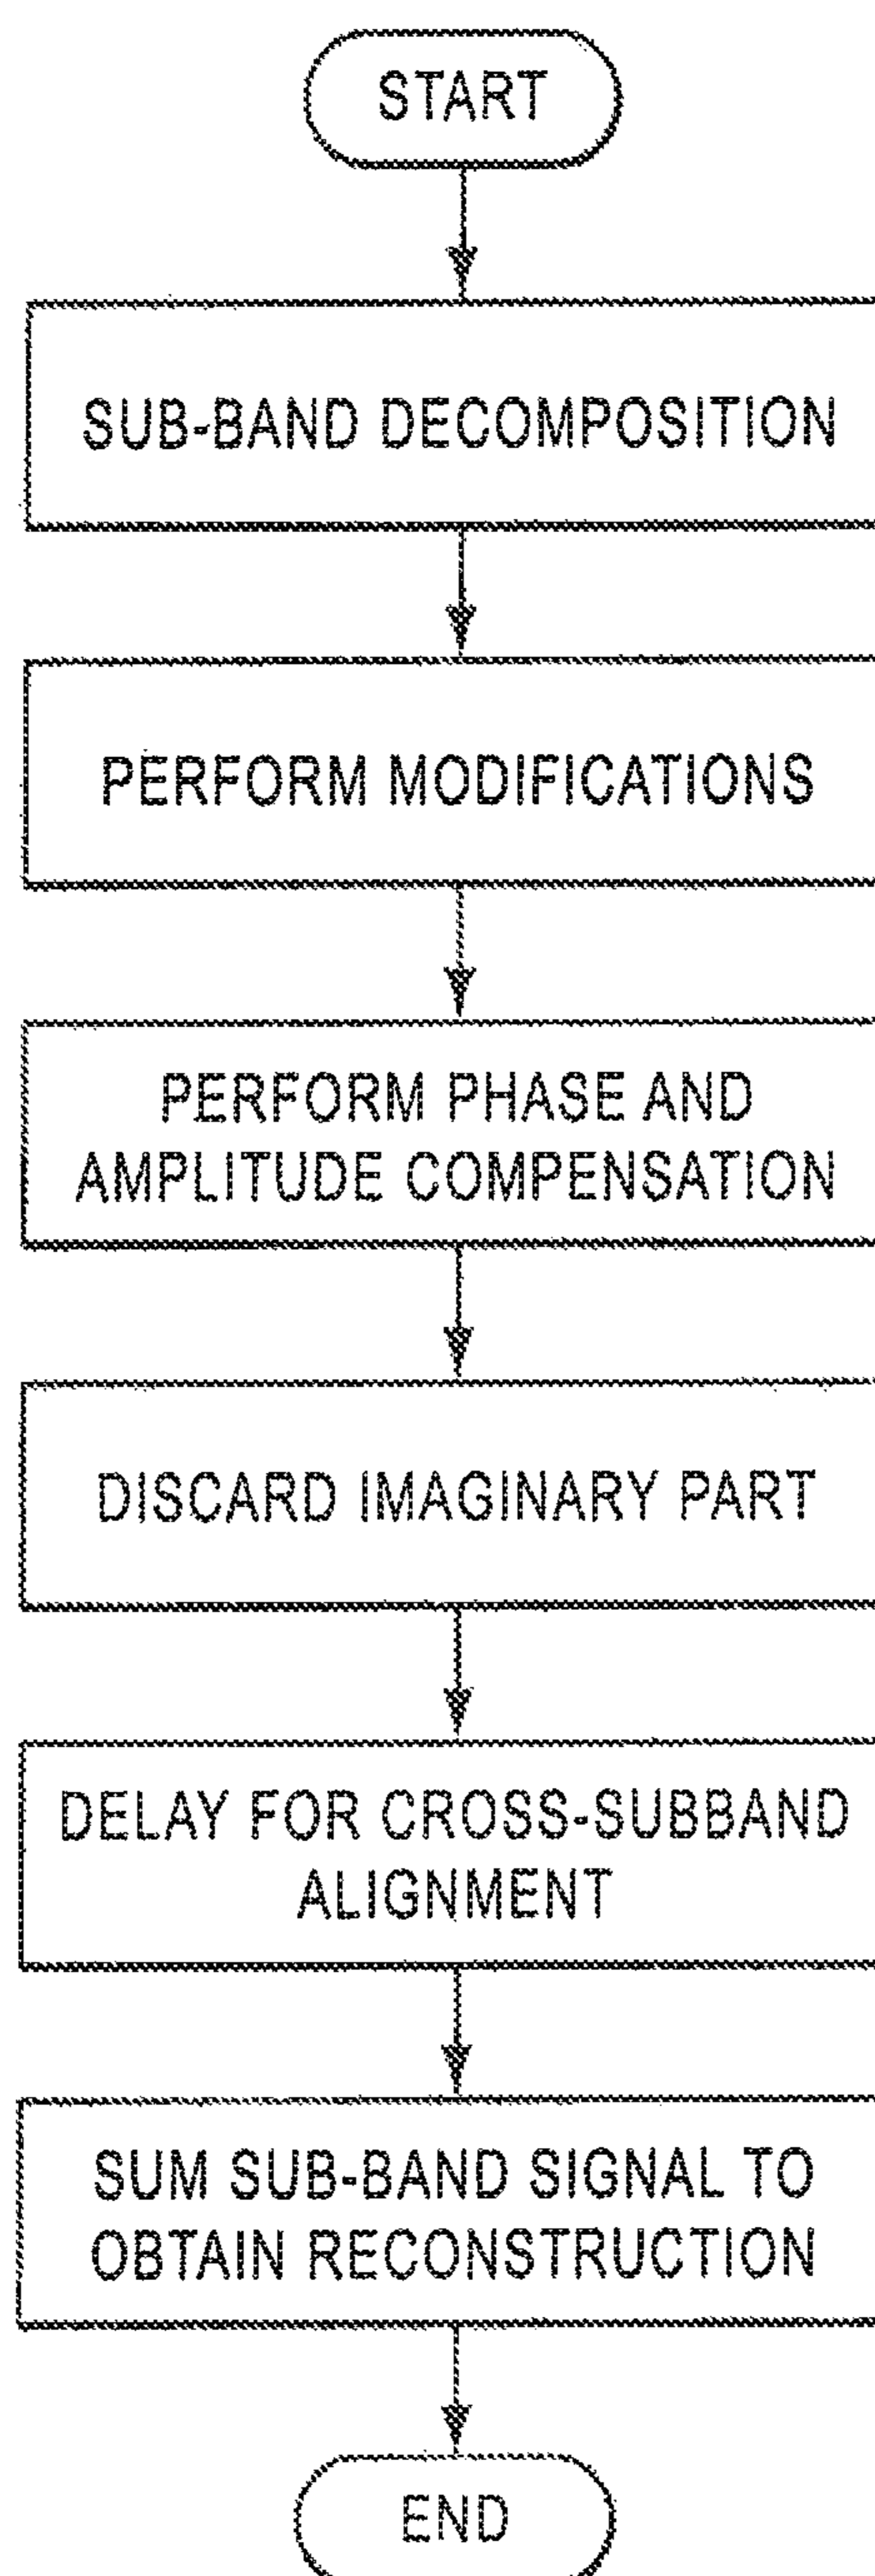 START
SUB-BAND DECOMPOSITION
PERFORM MODIFICATIONS
PERFORM PHASE AND
AMPLITUDE COMPENSATION
DISCARD IMAGINARY PART
DELAY FOR CROSS-SUBBAND
ALIGNMENT
SUM SUB-BAND SIGNAL TO
OBTAIN RECONSTRUCTION
END